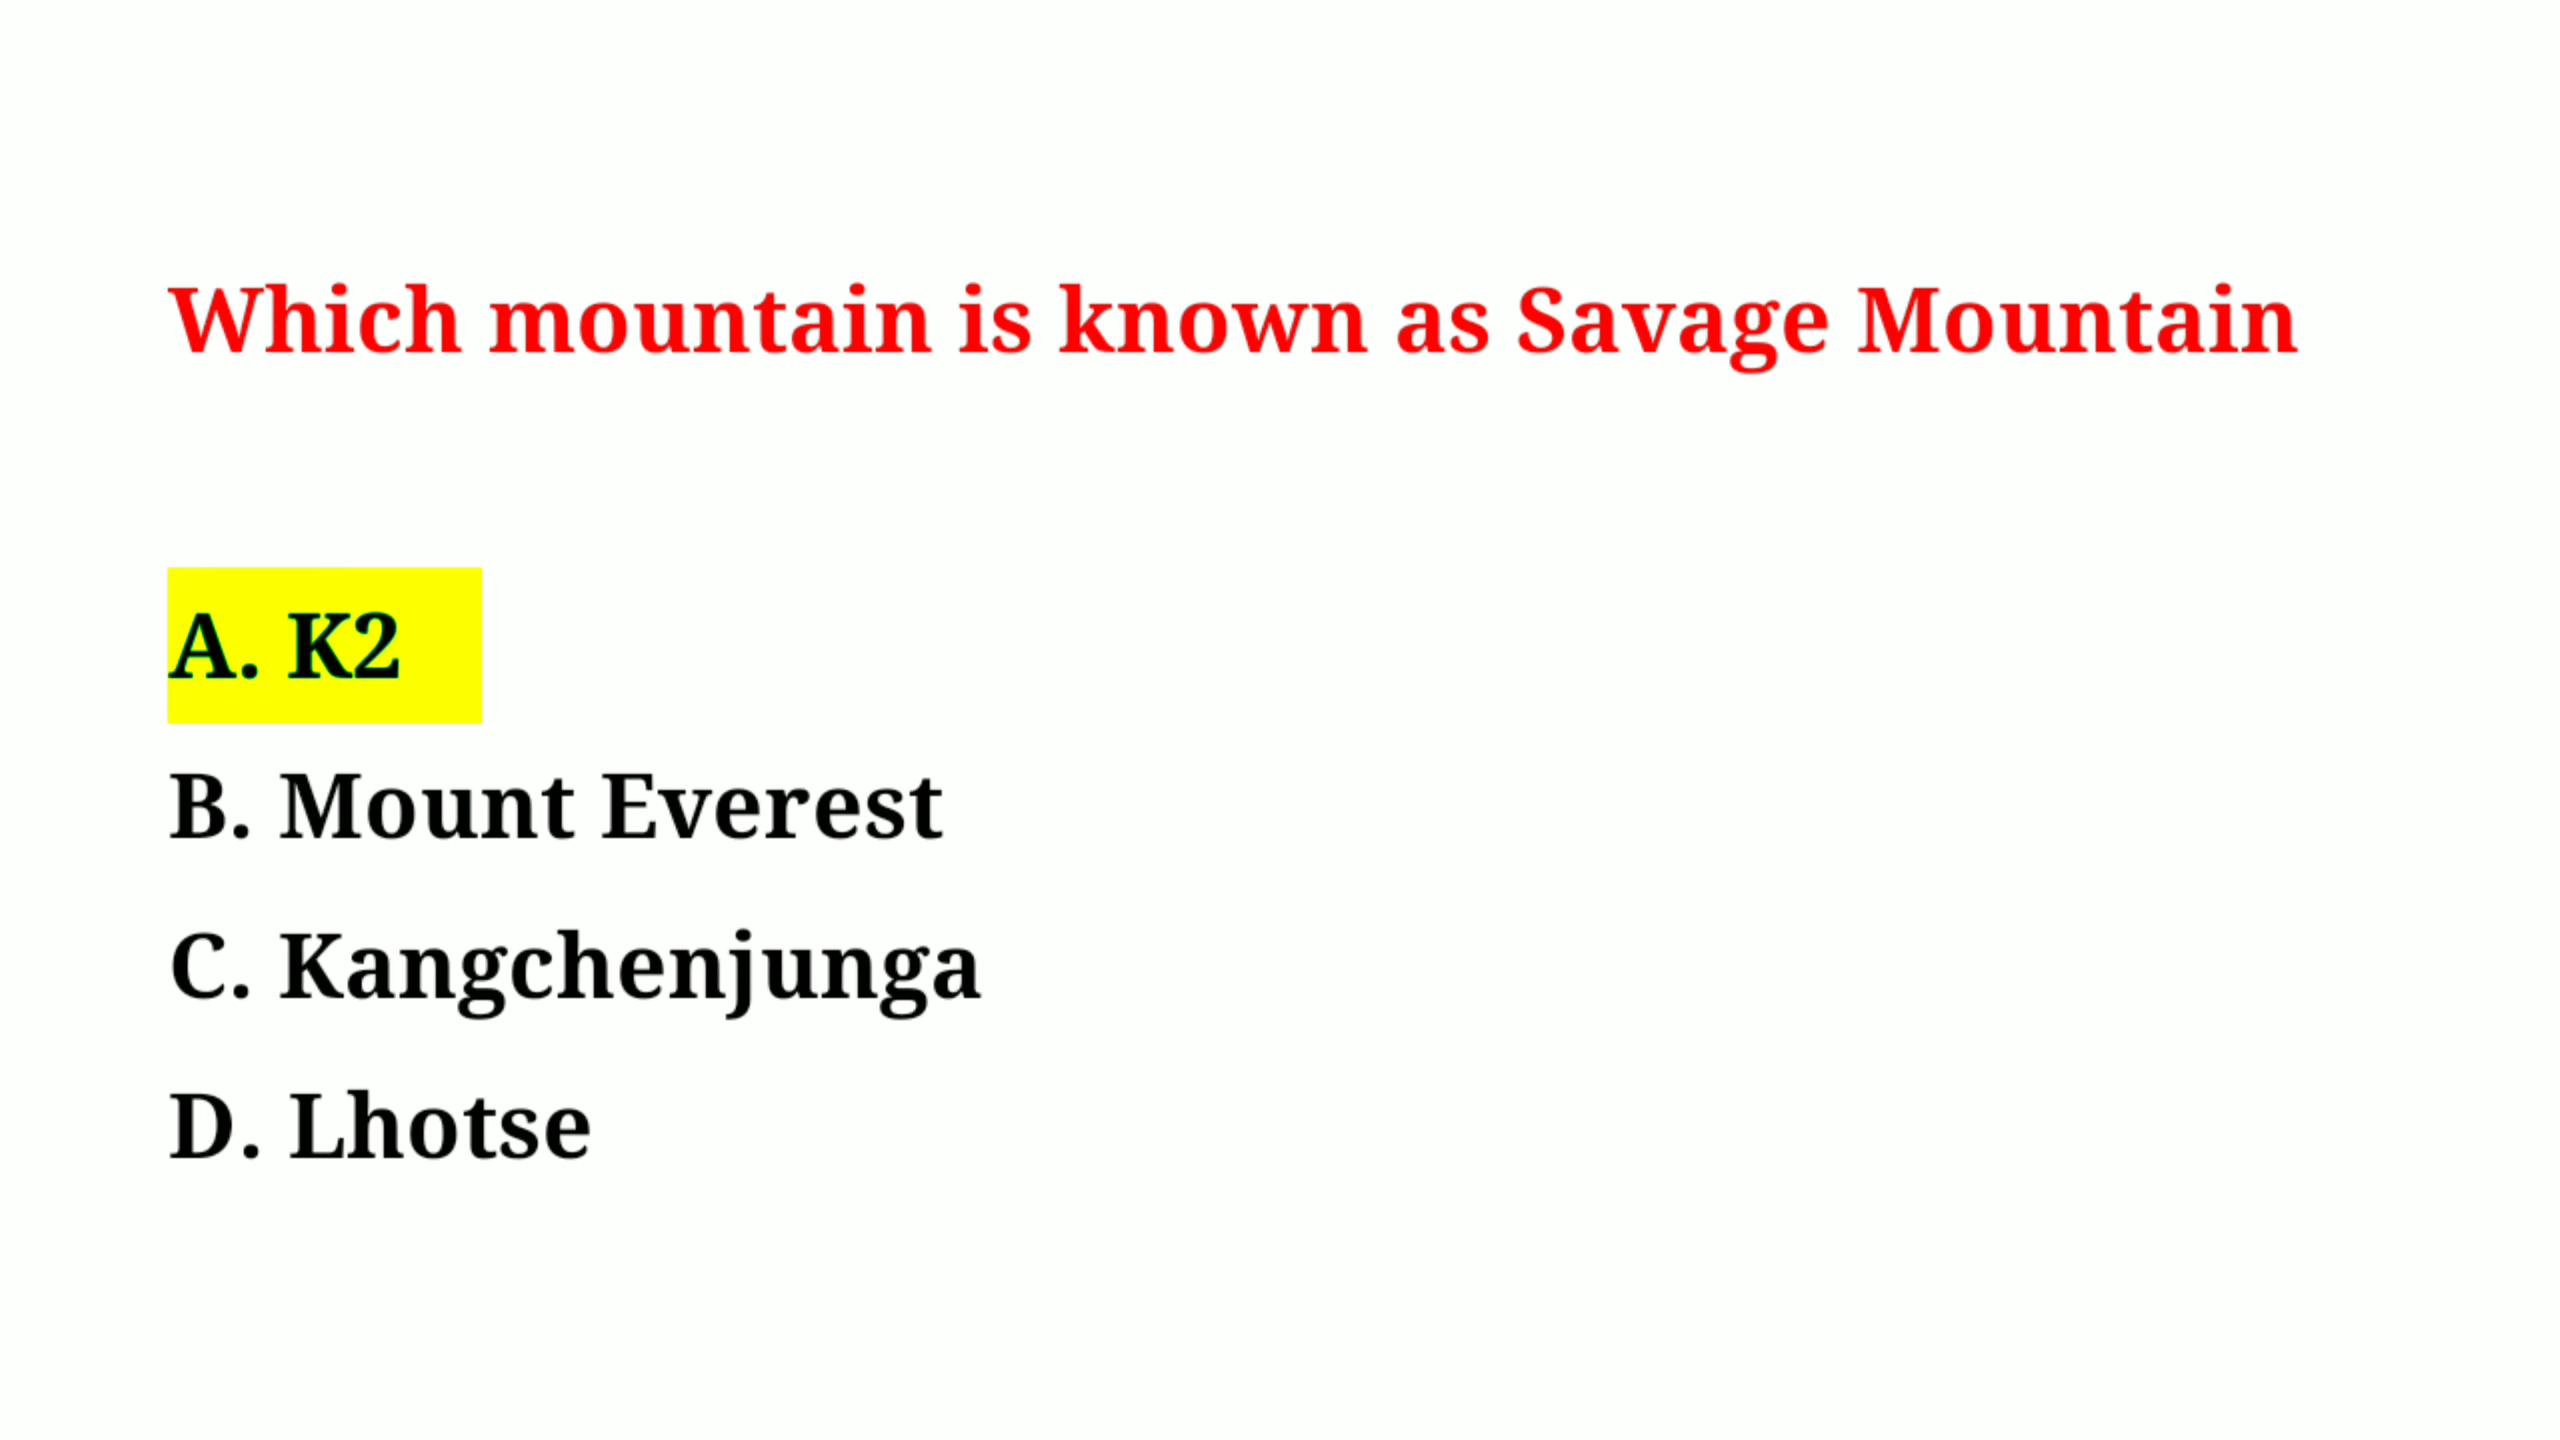 Which mountain is known as Savage Mountain
A. K2
B. Mount Everest
C. Kangchenjunga
D. Lhotse